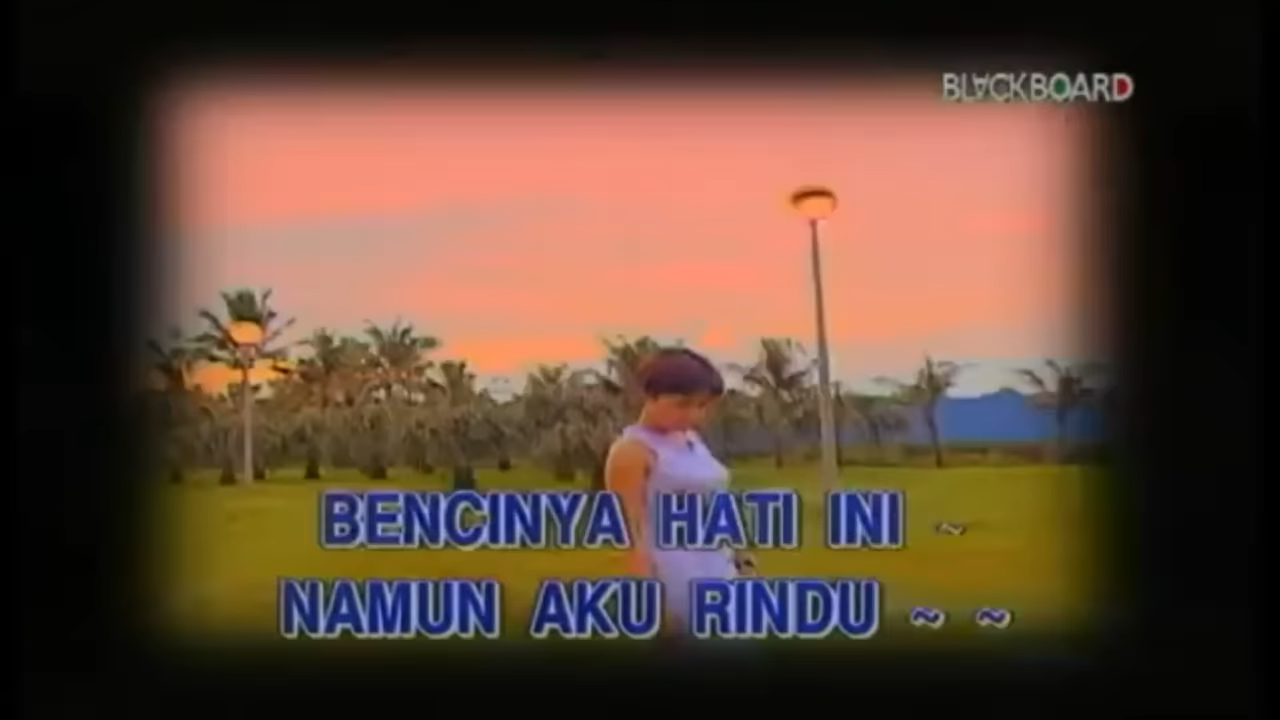 BLACKBOARD
BENCINYA HATI INI ~
NAMUN AKU RINDU ~ ~